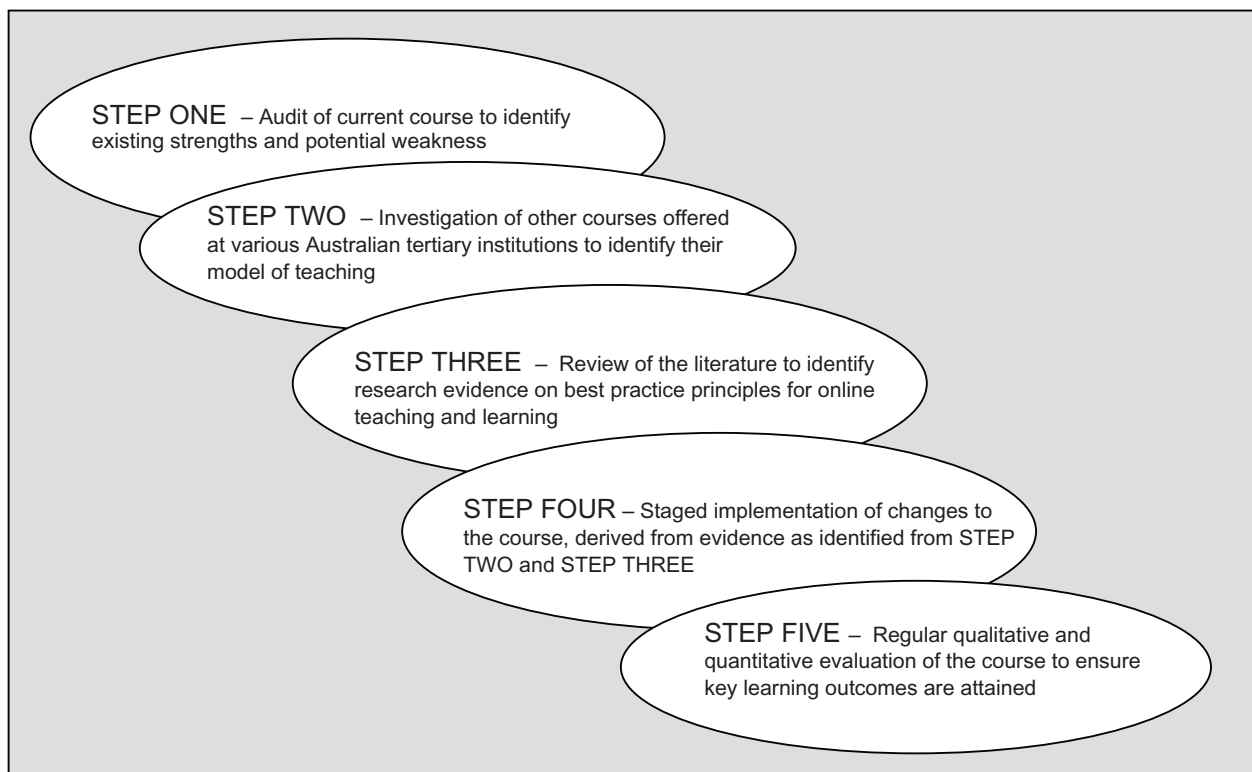 STEP ONE – Audit of current course to identify
existing strengths and potential weakness
STEP TWO – Investigation of other courses offered
at various Australian tertiary institutions to identify their
model of teaching
STEP THREE – Review of the literature to identify
research evidence on best practice principles for online
teaching and learning
STEP FOUR – Staged implementation of changes to
the course, derived from evidence as identified from STEP
TWO and STEP THREE
STEP FIVE – Regular qualitative and
quantitative evaluation of the course to ensure
key learning outcomes are attained